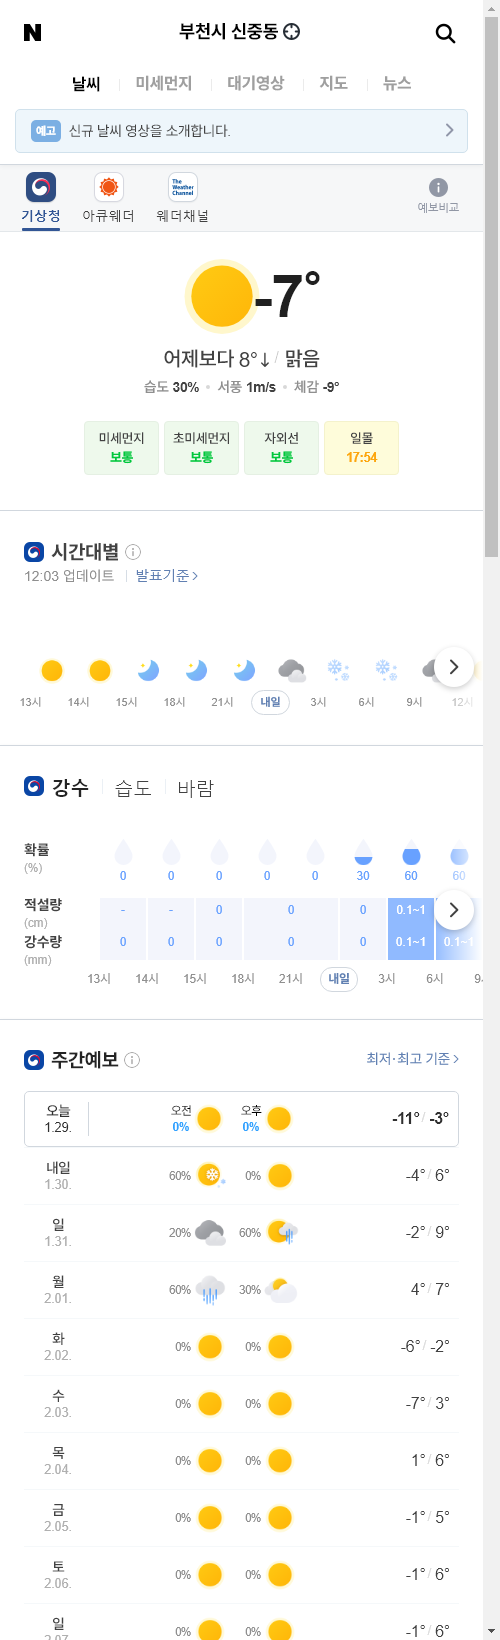 N
부천시 신중동
날씨 미세먼지 대기영상 지도 뉴스
예고 신규 날씨 영상을 소개합니다.
The Weather Channel
기상청 아큐웨더 웨더채널 예보비교
-7°
어제보다 8°↓ / 맑음
습도 30% • 서풍 1m/s • 체감 -9°
미세먼지 초미세먼지 자외선 일몰
보통 보통 보통 17:54
시간대별
12:03 업데이트 발표기준 >
13시 14시 15시 18시 21시 내일 3시 6시 9시 12시
강수 습도 바람
확률
(%)
0 0 0 0 0 30 60 60
적설량
(cm)
- - 0 0 0 0.1~1
강수량
(mm)
0 0 0 0 0 0.1~1 0.1~1
13시 14시 15시 18시 21시 내일 3시 6시 9
주간예보 최저·최고 기준 >
오늘 1.29. 오전 0% 오후 0% -11° / -3°
내일 1.30. 60% 0% -4° / 6°
일 1.31. 20% 60% -2° / 9°
월 2.01. 60% 30% 4° / 7°
화 2.02. 0% 0% -6° / -2°
수 2.03. 0% 0% -7° / 3°
목 2.04. 0% 0% 1° / 6°
금 2.05. 0% 0% -1° / 5°
토 2.06. 0% 0% -1° / 6°
일 2.07. 0% 0% -1° / 6°